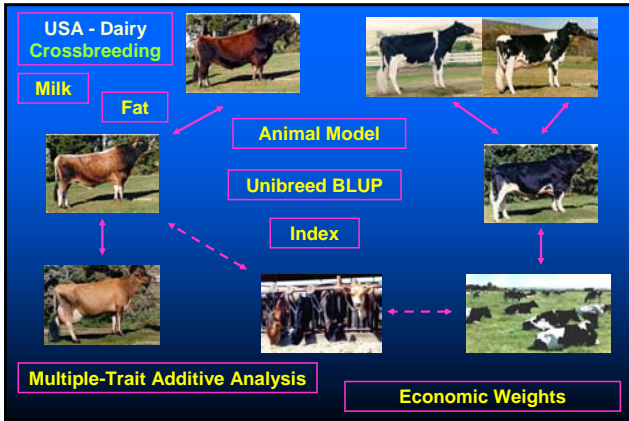 USA - Dairy
Crossbreeding
Milk
Fat
Animal Model
Unibreed BLUP
Index
Multiple-Trait Additive Analysis
Economic Weights